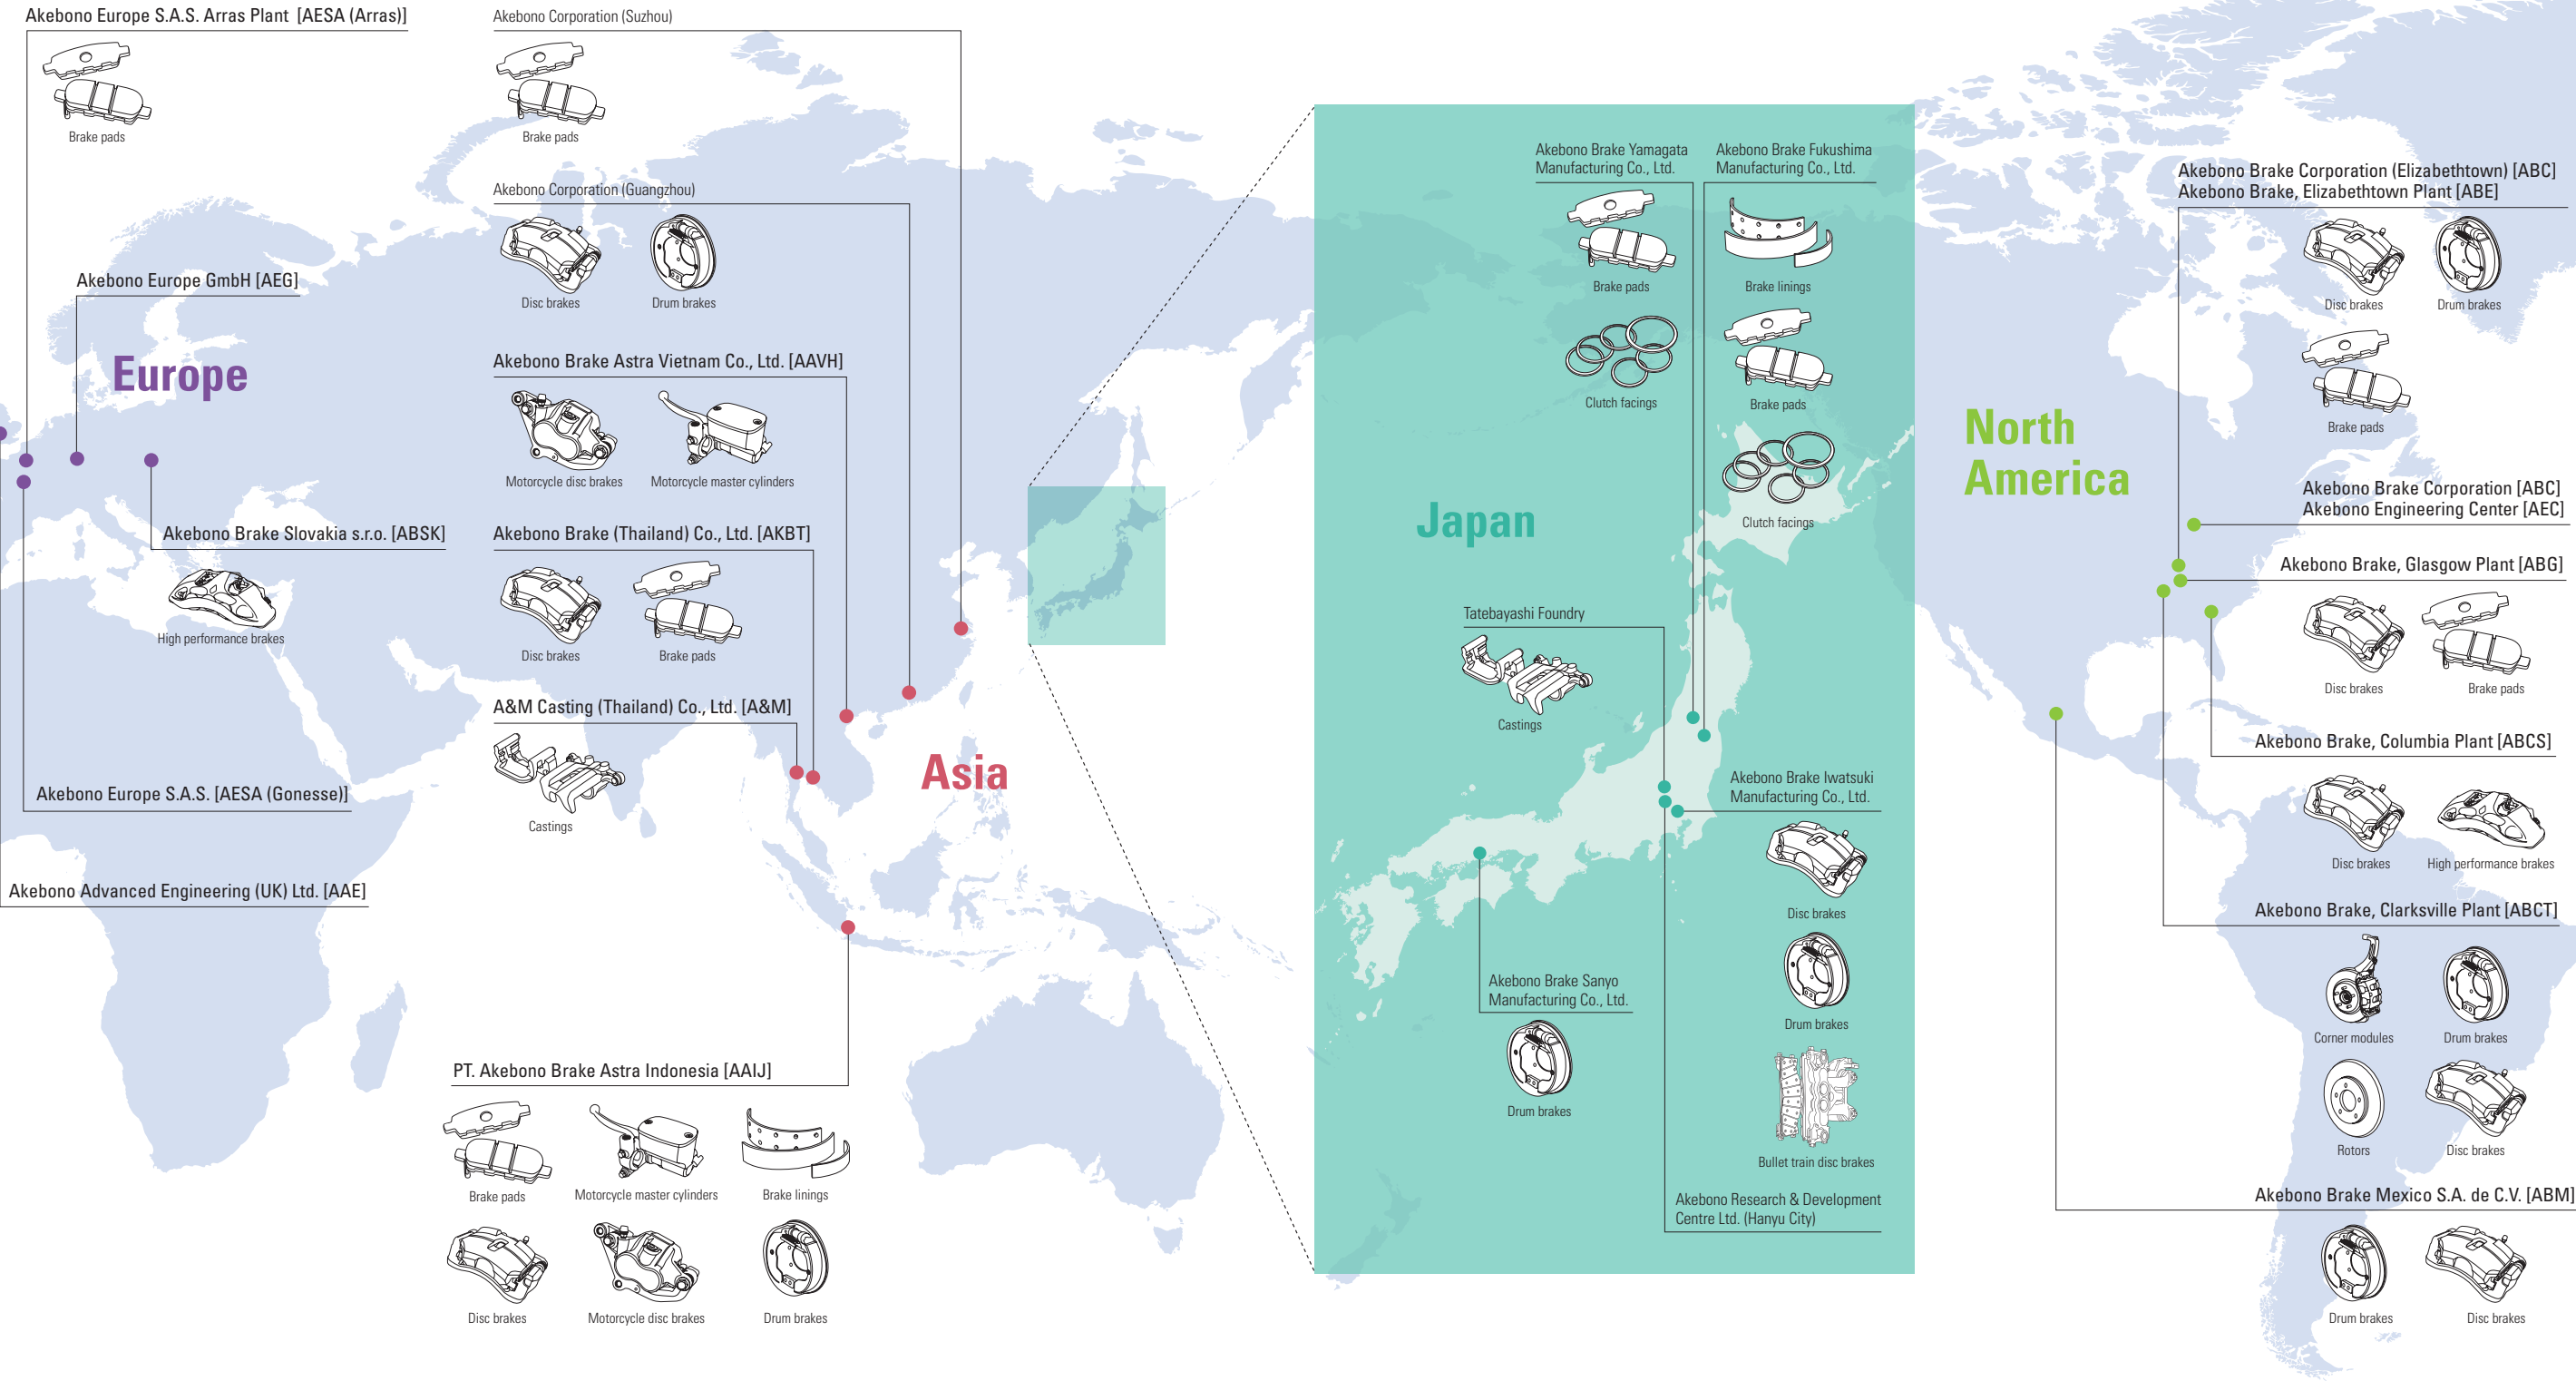 Akebono Europe S.A.S. Arras Plant [AESA (Arras)]
Brake pads
Akebono Europe GmbH [AEG]
Europe
Akebono Brake Slovakia s.r.o. [ABSK]
High performance brakes
Akebono Europe S.A.S. [AESA (Gonesse)]
Akebono Advanced Engineering (UK) Ltd. [AAE]
Akebono Corporation (Suzhou)
Brake pads
Akebono Corporation (Guangzhou)
Disc brakes
Drum brakes
Akebono Brake Astra Vietnam Co., Ltd. [AAVH]
Motorcycle disc brakes
Motorcycle master cylinders
Akebono Brake (Thailand) Co., Ltd. [AKBT]
Disc brakes
Brake pads
A&M Casting (Thailand) Co., Ltd. [A&M]
Castings
Asia
PT. Akebono Brake Astra Indonesia [AAIJ]
Brake pads
Motorcycle master cylinders
Brake linings
Disc brakes
Motorcycle disc brakes
Drum brakes
Japan
Akebono Brake Yamagata
Manufacturing Co., Ltd.
Brake pads
Clutch facings
Akebono Brake Fukushima
Manufacturing Co., Ltd.
Brake linings
Brake pads
Clutch facings
Tatebayashi Foundry
Castings
Akebono Brake Iwatsuki
Manufacturing Co., Ltd.
Disc brakes
Drum brakes
Bullet train disc brakes
Akebono Brake Sanyo
Manufacturing Co., Ltd.
Drum brakes
Akebono Research & Development
Centre Ltd. (Hanyu City)
North
America
Akebono Brake Corporation (Elizabethtown) [ABC]
Akebono Brake, Elizabethtown Plant [ABE]
Disc brakes
Drum brakes
Brake pads
Akebono Brake Corporation [ABC]
Akebono Engineering Center [AEC]
Akebono Brake, Glasgow Plant [ABG]
Disc brakes
Brake pads
Akebono Brake, Columbia Plant [ABCS]
Disc brakes
High performance brakes
Akebono Brake, Clarksville Plant [ABCT]
Corner modules
Drum brakes
Rotors
Disc brakes
Akebono Brake Mexico S.A. de C.V. [ABM]
Drum brakes
Disc brakes